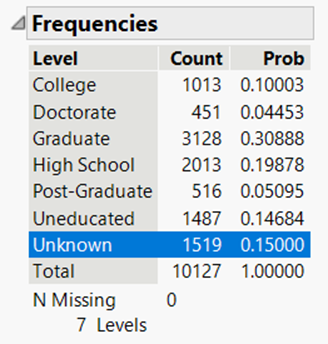 Frequencies
Level Count Prob
College 1013 0.10003
Doctorate 451 0.04453
Graduate 3128 0.30888
High School 2013 0.19878
Post-Graduate 516 0.05095
Uneducated 1487 0.14684
Unknown 1519 0.15000
Total 10127 1.00000
N Missing 0
7 Levels